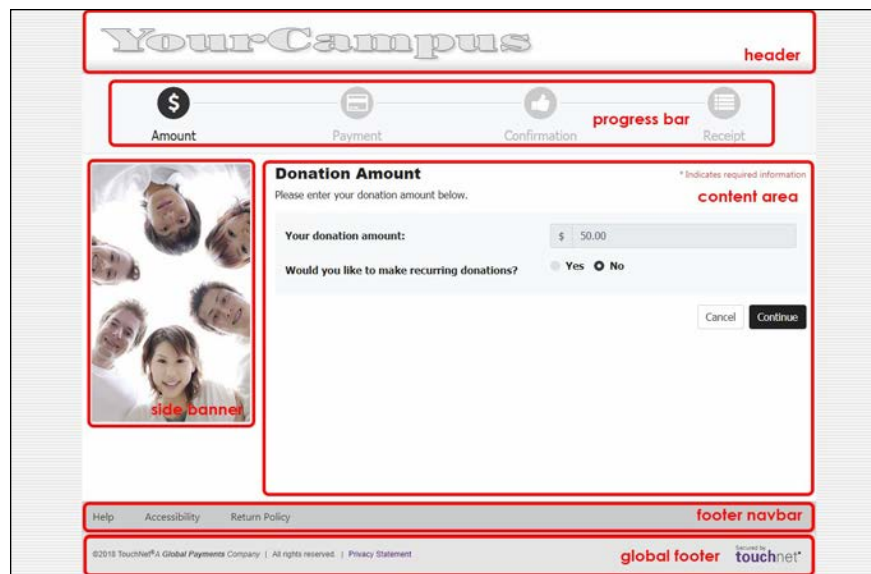 YourCampus
header
Amount
Payment
Confirmation
progress bar
Receipt
Donation Amount
* Indicates required information
Please enter your donation amount below.
content area
Your donation amount:
$ 50.00
Would you like to make recurring donations?
Yes No
Cancel Continue
side banner
Help Accessibility Return Policy
footer navbar
©2018 TouchNet® A Global Payments Company | All rights reserved. | Privacy Statement
global footer
Secured by
touchnet®